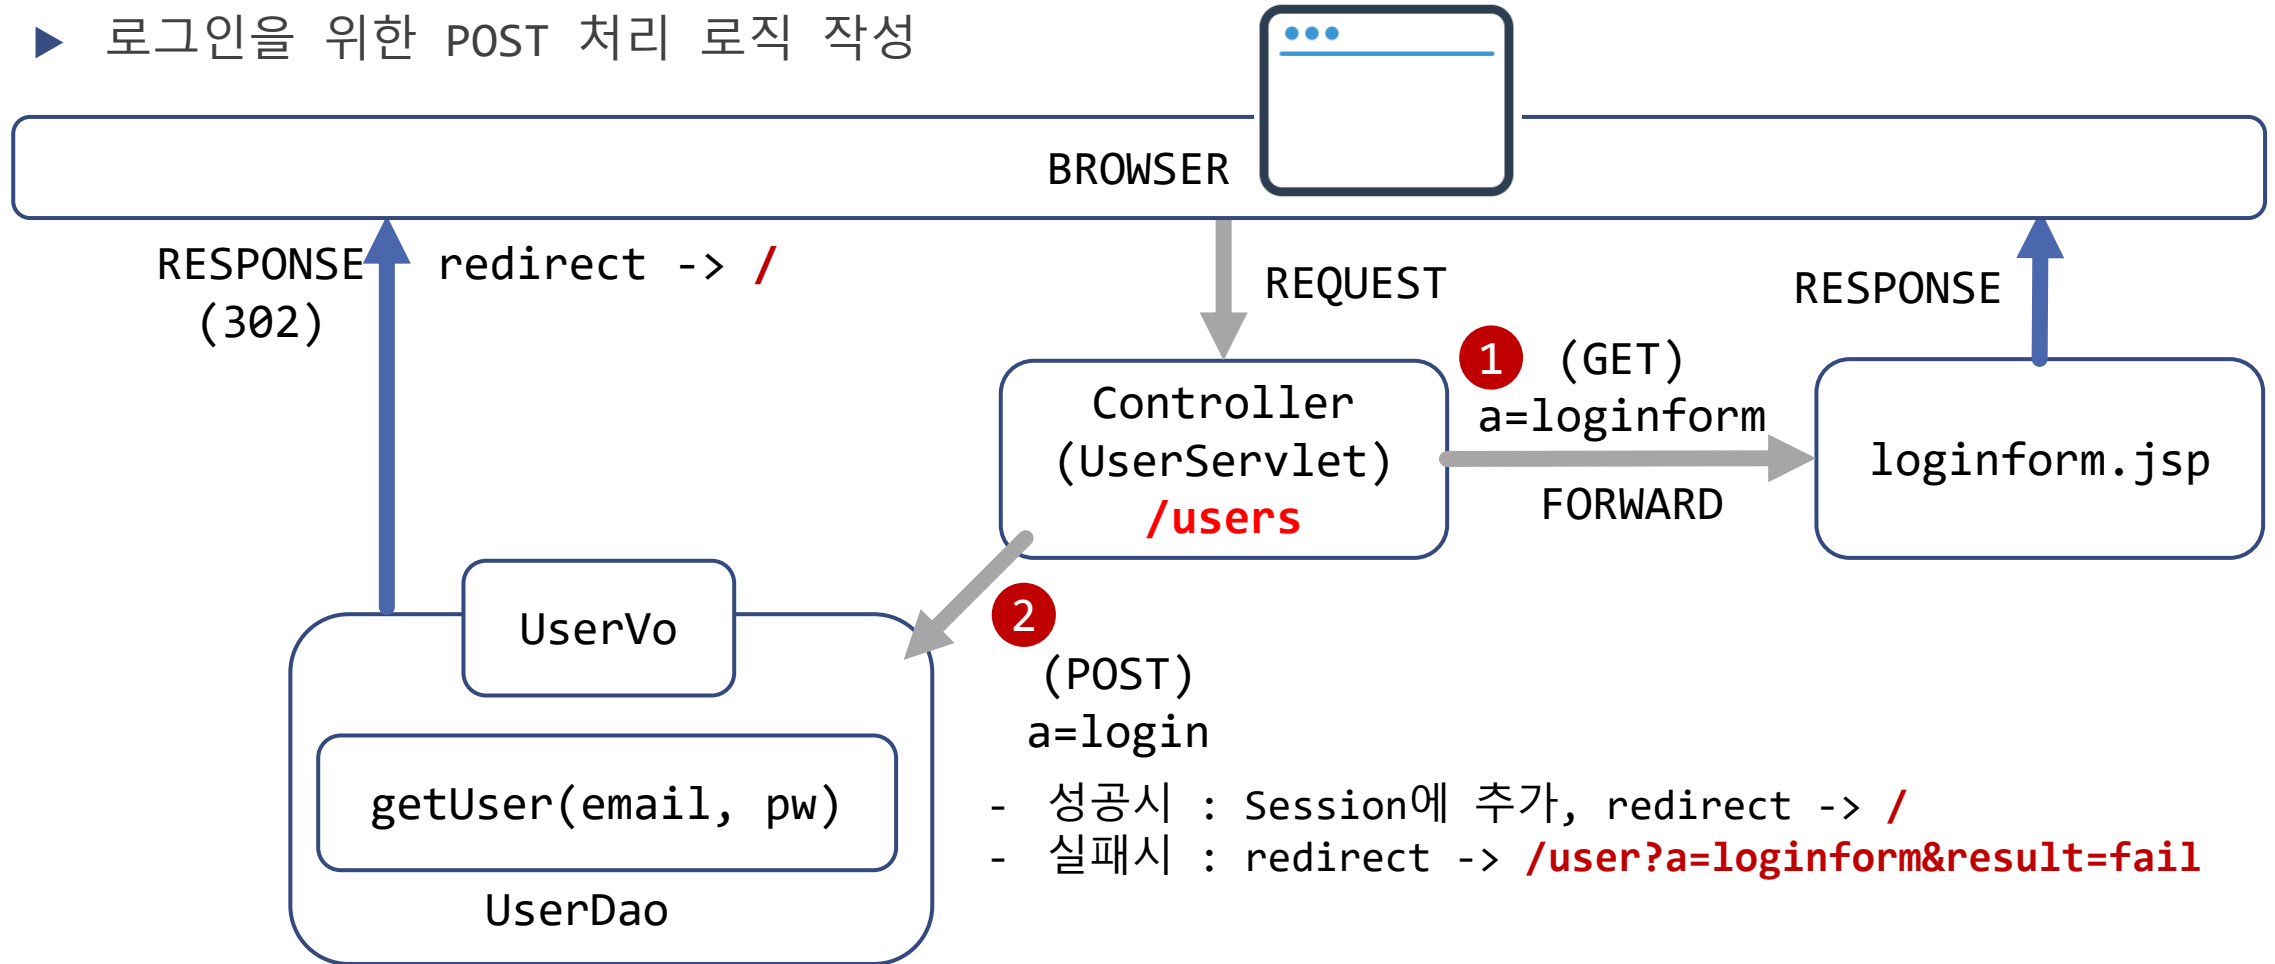 ▶ 로그인을 위한 POST 처리 로직 작성
BROWSER
RESPONSE
(302)
redirect -> /
REQUEST
RESPONSE
1
(GET)
a=loginform
FORWARD
Controller
(UserServlet)
/users
loginform.jsp
2
(POST)
a=login
UserVo
getUser(email, pw)
UserDao
- 성공시 : Session에 추가, redirect -> /
- 실패시 : redirect -> /user?a=loginform&result=fail